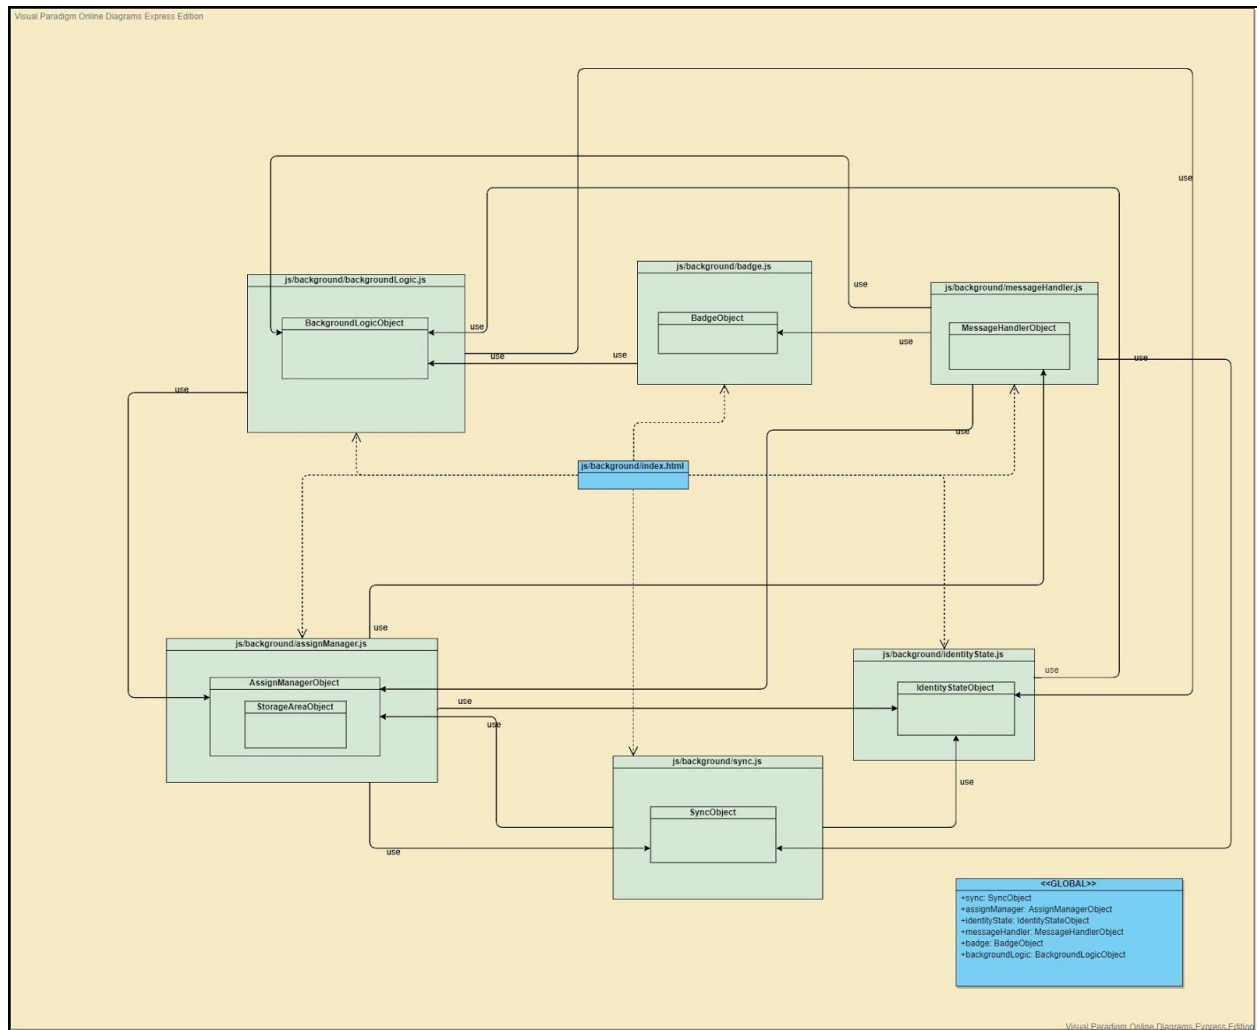 Visual Paradigm Online Diagrams Express Edition
use
use
js/background/backgroundLogic.js
BackgroundLogicObject
use
use
use
use
js/background/badge.js
BadgeObject
use
use
js/background/messageHandler.js
MessageHandlerObject
use
use
js/background/index.html
use
js/background/assignManager.js
AssignManagerObject
StorageAreaObject
use
use
js/background/identityState.js
IdentityStateObject
use
js/background/sync.js
SyncObject
use
use
<<GLOBAL>>
+sync: SyncObject
+assignManager: AssignManagerObject
+identityState: IdentityStateObject
+messageHandler: MessageHandlerObject
+badge: BadgeObject
+backgroundLogic: BackgroundLogicObject
Visual Paradigm Online Diagrams Express Edition